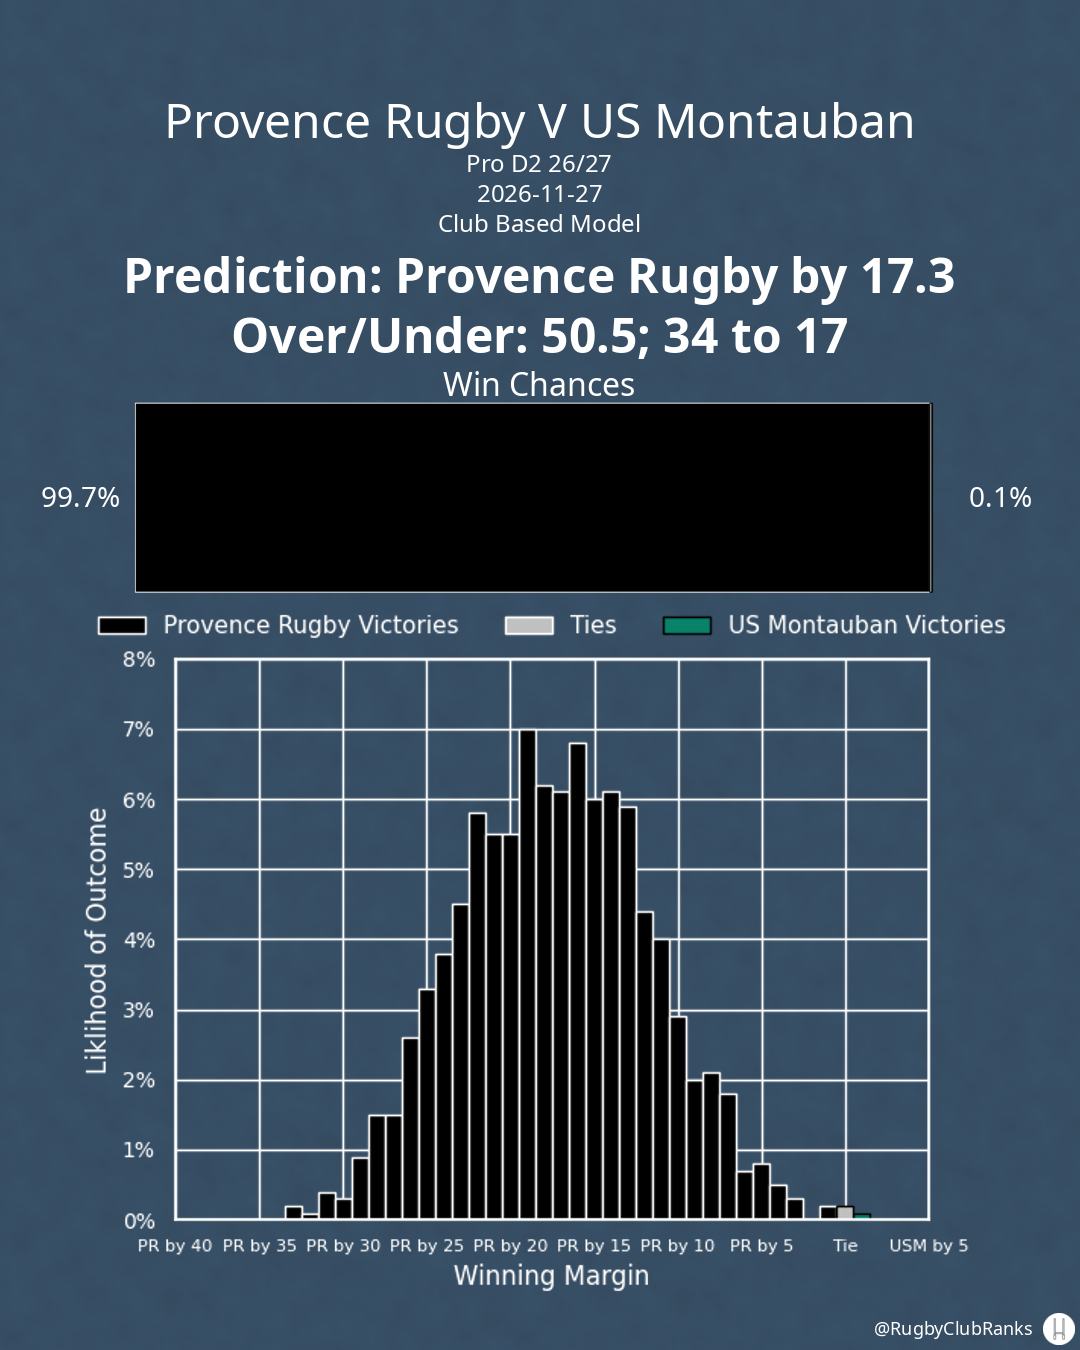 Provence Rugby V US Montauban
Pro D2 26/27
2026-11-27
Club Based Model
Prediction: Provence Rugby by 17.3
Over/Under: 50.5; 34 to 17
Win Chances
99.7%
0.1%
Provence Rugby Victories
Ties
US Montauban Victories
8%
7%
6%
5%
4%
3%
2%
1%
0%
Liklihood of Outcome
PR by 40
PR by 35
PR by 30
PR by 25
PR by 20
PR by 15
PR by 10
PR by 5
Tie
USM by 5
Winning Margin
@RugbyClubRanks